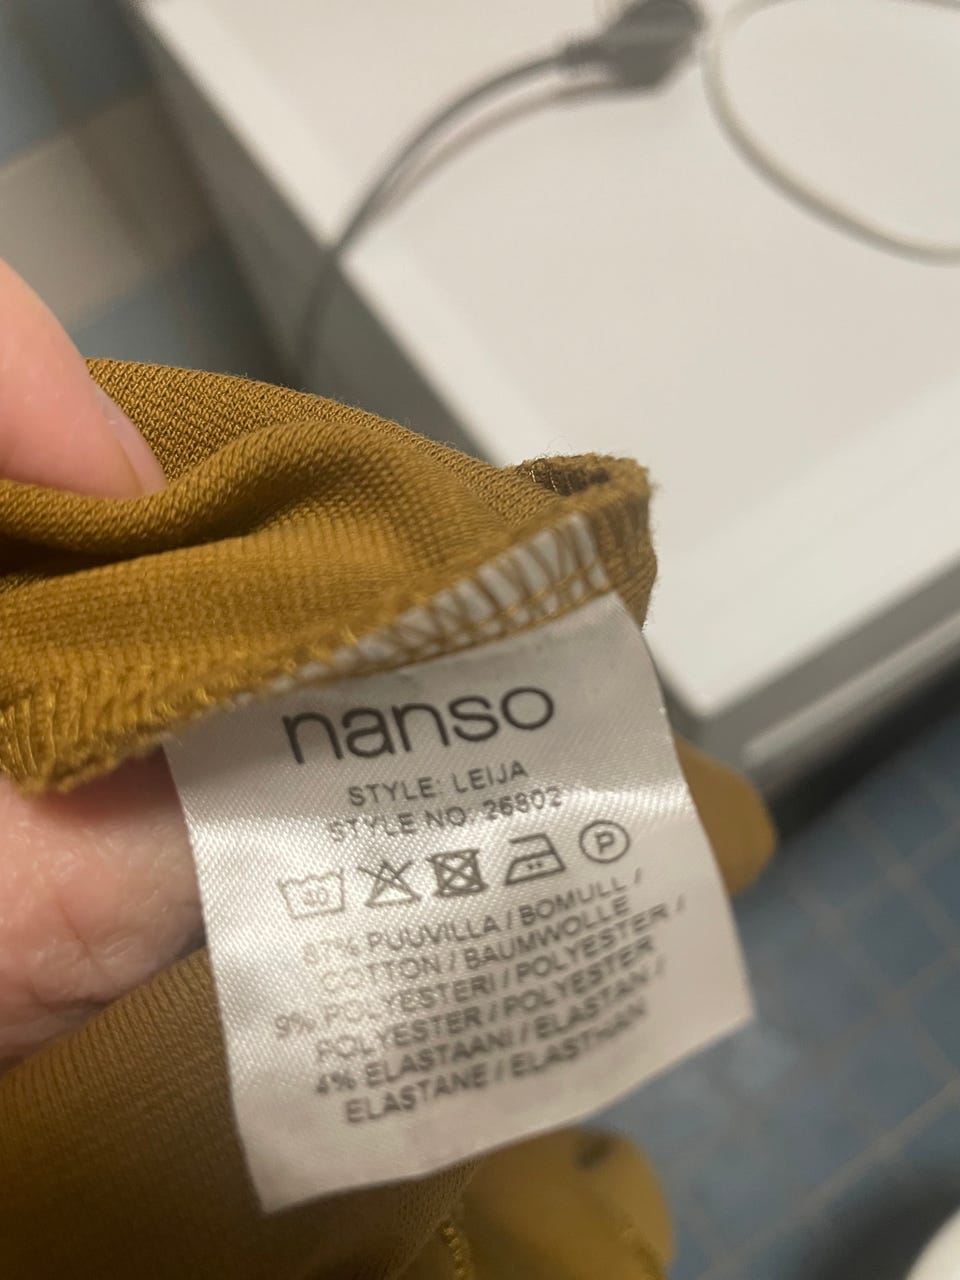 nanso
STYLE: LEIJA
STYLE NO: 26802
40
P
87% PUUVILLA / BOMULL /
COTTON / BAUMWOLLE
9% POLYESTERI / POLYESTER /
POLYESTER / POLYESTER
4% ELASTAANI / ELASTAN /
ELASTANE / ELASTHAN